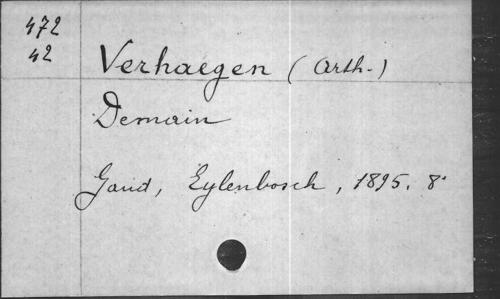 472
42
Verhaegen (Arth.)
Demain
Gand, Eylenbosch, 1895. 8°